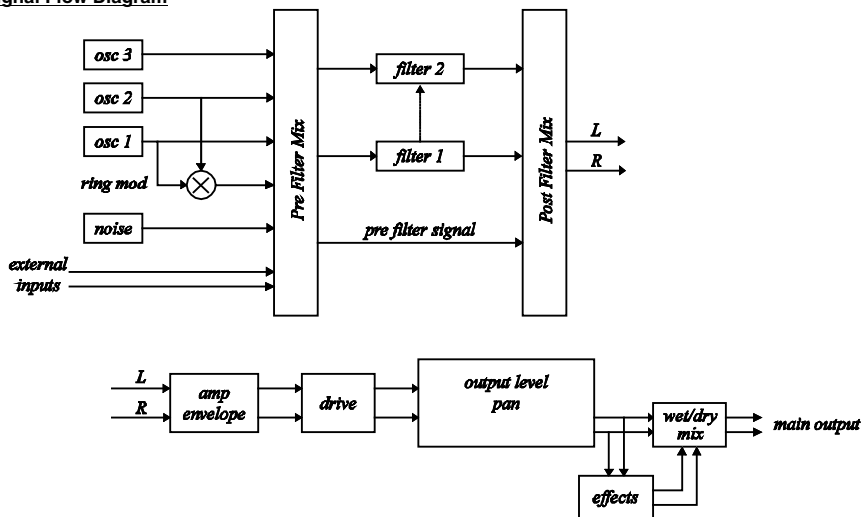 Signal Flow Diagram
osc 3
osc 2
osc 1
ring mod
noise
external
inputs
Pre Filter Mix
filter 2
filter 1
pre filter signal
Post Filter Mix
L
R
L
R
amp
envelope
drive
output level
pan
wet/dry
mix
main output
effects